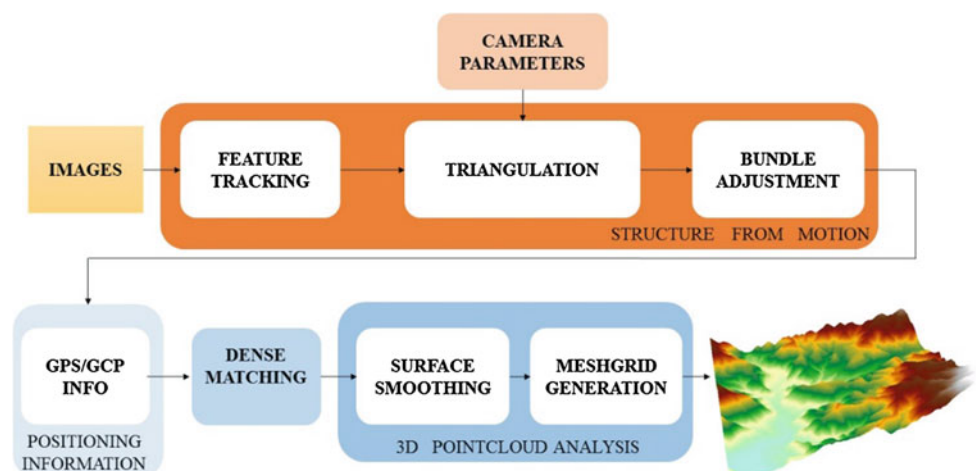 CAMERA
PARAMETERS
IMAGES
FEATURE
TRACKING
TRIANGULATION
BUNDLE
ADJUSTMENT
STRUCTURE FROM MOTION
GPS/GCP
INFO
POSITIONING
INFORMATION
DENSE
MATCHING
SURFACE
SMOOTHING
MESHGRID
GENERATION
3D POINTCLOUD ANALYSIS